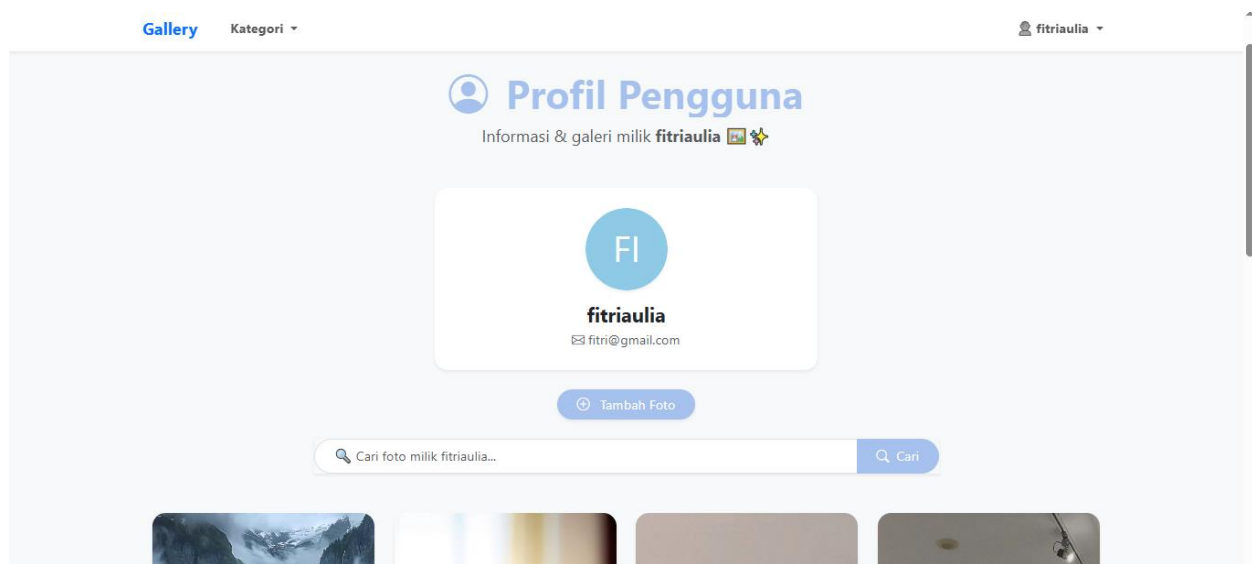 Gallery Kategori fitriaulia
Profil Pengguna
Informasi & galeri milik fitriaulia
FI
fitriaulia
fitri@gmail.com
Tambah Foto
Cari foto milik fitriaulia... Cari